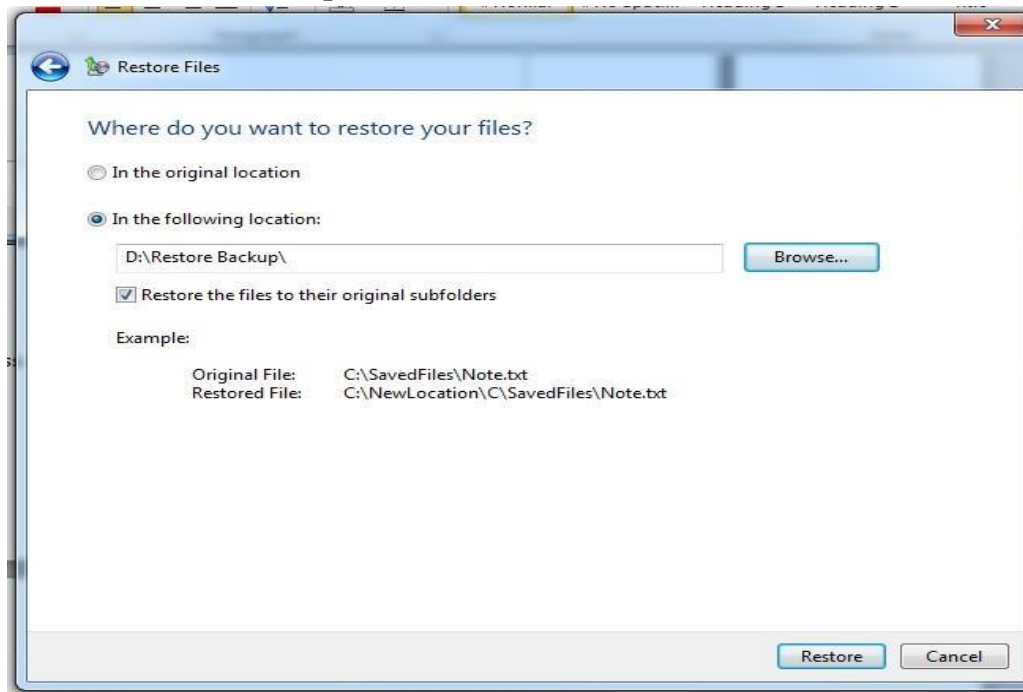 Restore Files
Where do you want to restore your files?
In the original location
In the following location:
D:\Restore Backup\
Browse...
Restore the files to their original subfolders
Example:
Original File: C:\SavedFiles\Note.txt
Restored File: C:\NewLocation\C\SavedFiles\Note.txt
Restore Cancel